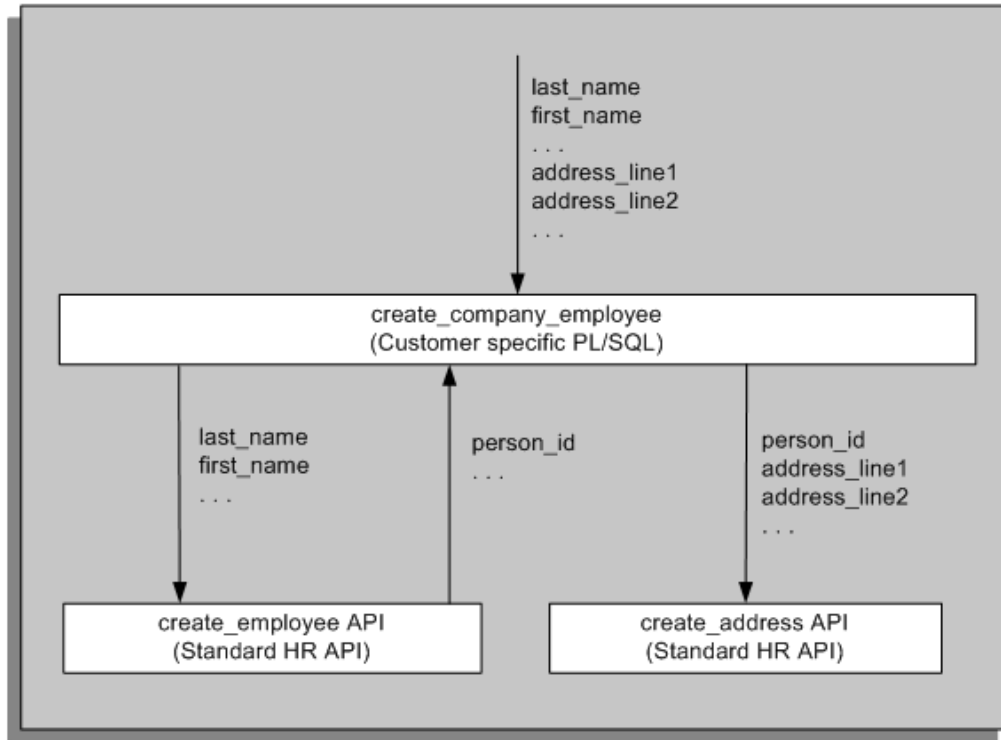 last_name
first_name
. . .
address_line1
address_line2
. . .
create_company_employee
(Customer specific PL/SQL)
last_name
first_name
. . .
person_id
. . .
person_id
address_line1
address_line2
. . .
create_employee API
(Standard HR API)
create_address API
(Standard HR API)